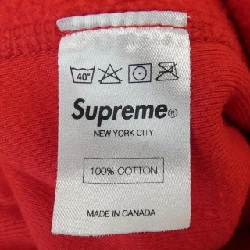 40°
Supreme®
NEW YORK CITY
100% COTTON
MADE IN CANADA